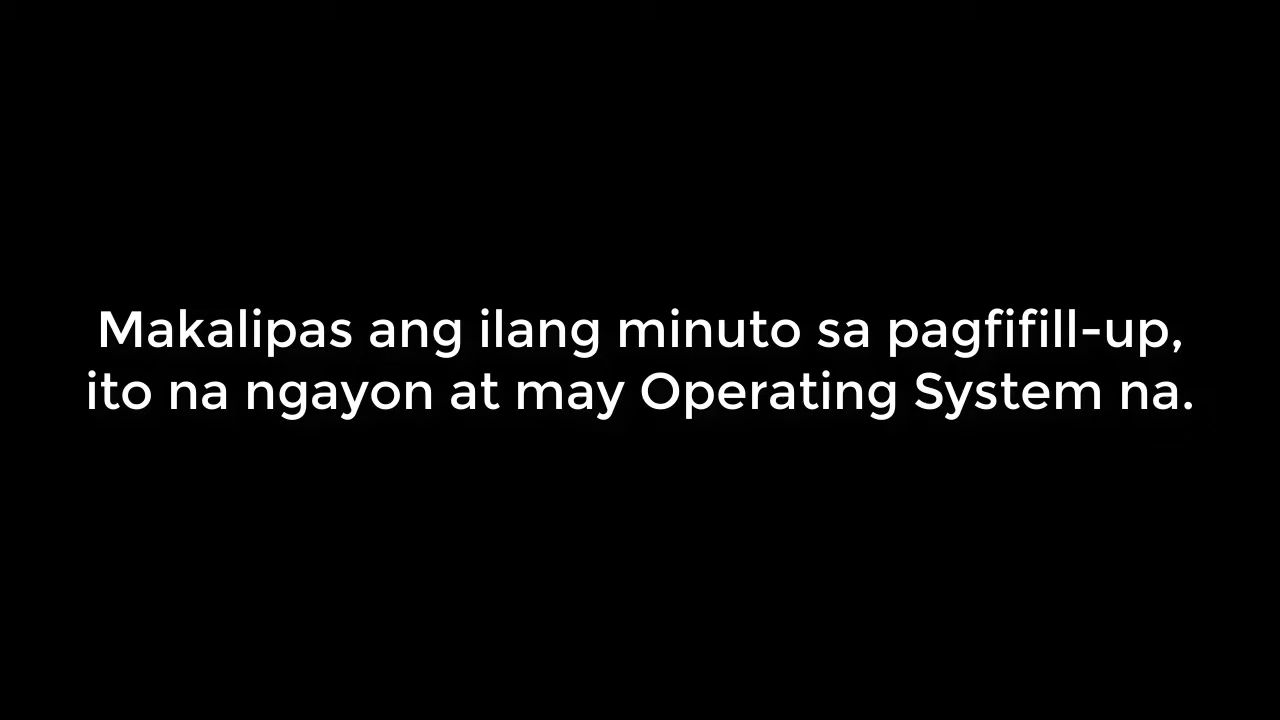 Makalipas ang ilang minuto sa pagfifill-up,
ito na ngayon at may Operating System na.